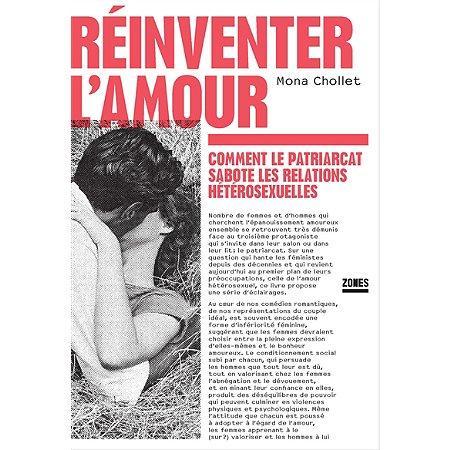 RÉINVENTER
L'AMOUR
Mona Chollet
COMMENT LE PATRIARCAT
SABOTE LES RELATIONS
HÉTÉROSEXUELLES
Nombre de femmes et d'hommes qui
cherchent l'épanouissement amoureux
ensemble se retrouvent très démunis
face au troisième protagoniste
qui s'invite dans leur salon ou dans
leur lit: le patriarcat. Sur une
question qui hante les féministes
depuis des décennies et qui revient
aujourd'hui au premier plan de leurs
préoccupations, celle de l'amour
hétérosexuel, ce livre propose
une série d'éclairages.
ZONES
Au cœur de nos comédies romantiques,
de nos représentations du couple
idéal, est souvent encodée une
forme d'infériorité féminine,
suggérant que les femmes devraient
choisir entre la pleine expression
d'elles-mêmes et le bonheur
amoureux. Le conditionnement social
subi par chacun, qui persuade
les hommes que tout leur est dû,
tout en valorisant chez les femmes
l'abnégation et le dévouement,
et en minant leur confiance en elles,
produit des déséquilibres de pouvoir
qui peuvent culminer en violences
physiques et psychologiques. Même
l'attitude que chacun est poussé
à adopter à l'égard de l'amour,
les femmes apprenant à le
(sur?) valoriser et les hommes à lui